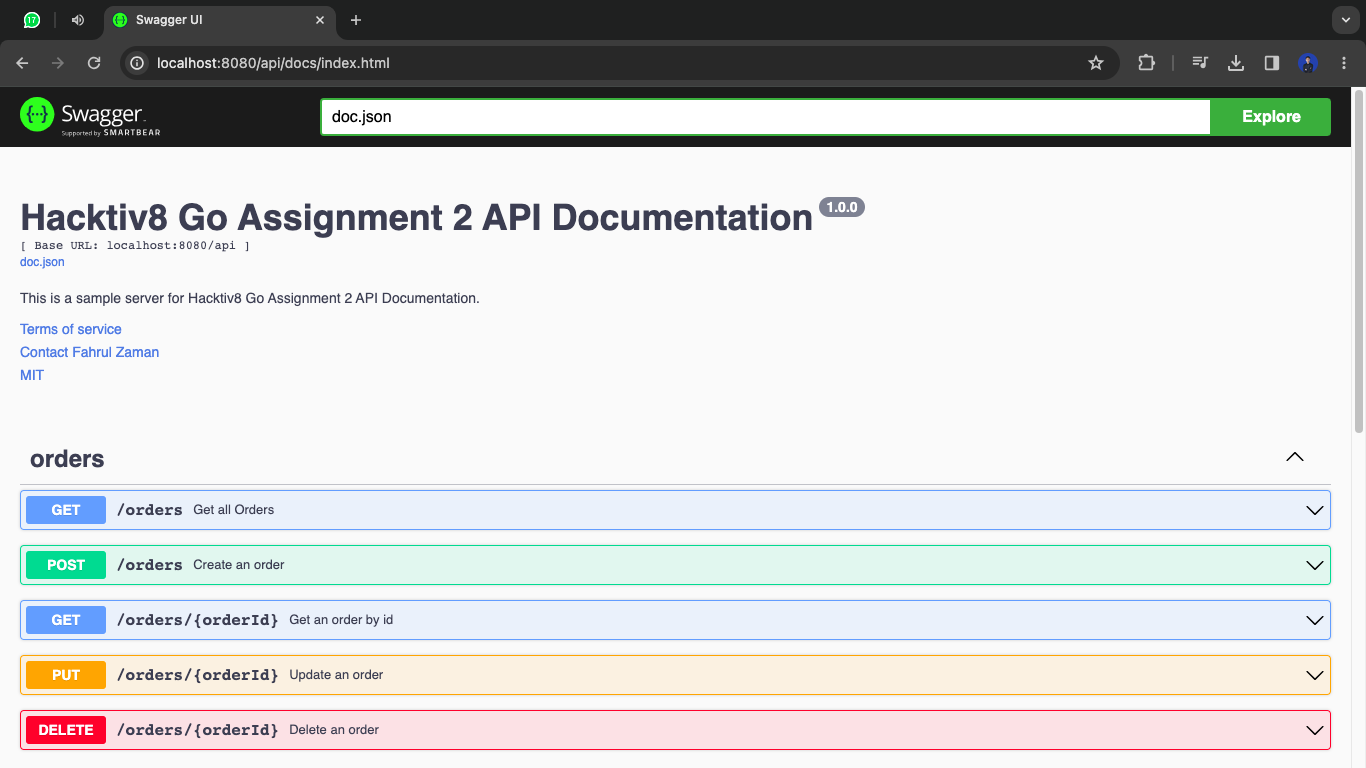 17
Swagger UI
localhost:8080/api/docs/index.html
Swagger
Supported by SMARTBEAR
doc.json
Explore
Hacktiv8 Go Assignment 2 API Documentation 1.0.0
[ Base URL: localhost:8080/api ]
doc.json
This is a sample server for Hacktiv8 Go Assignment 2 API Documentation.
Terms of service
Contact Fahrul Zaman
MIT
orders
GET /orders Get all Orders
POST /orders Create an order
GET /orders/{orderId} Get an order by id
PUT /orders/{orderId} Update an order
DELETE /orders/{orderId} Delete an order